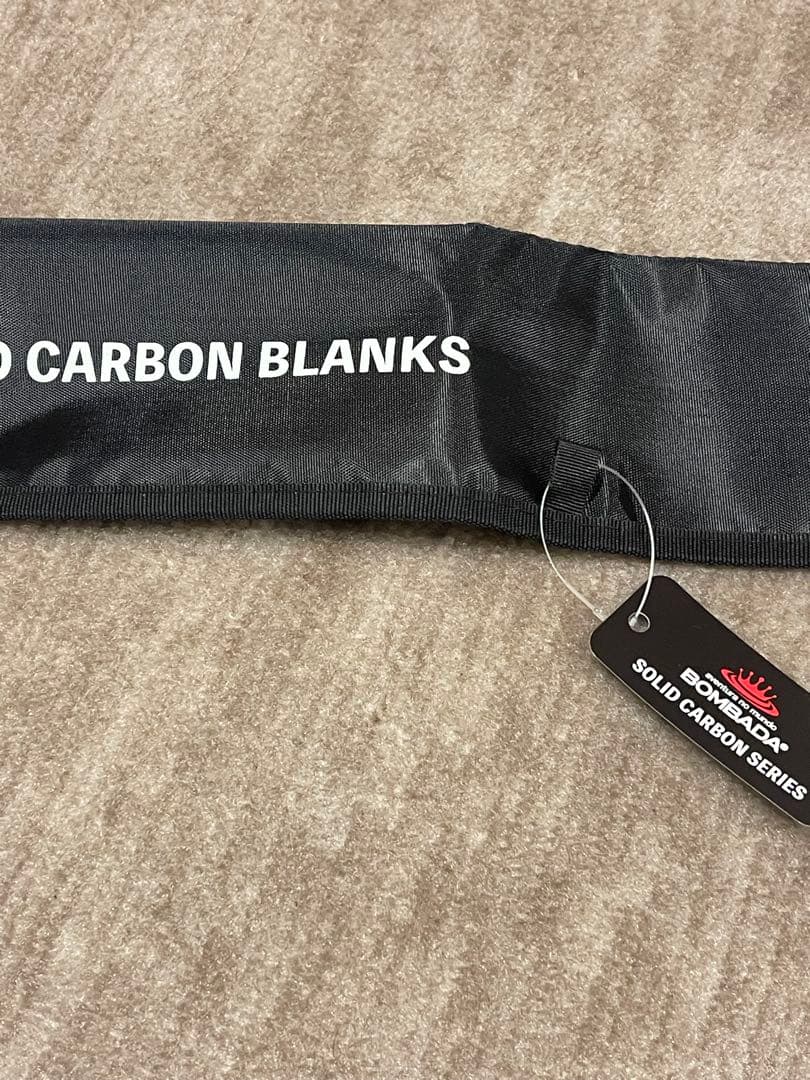 D CARBON BLANKS
aventura no mundo
BOMBADA®
SOLID CARBON SERIES